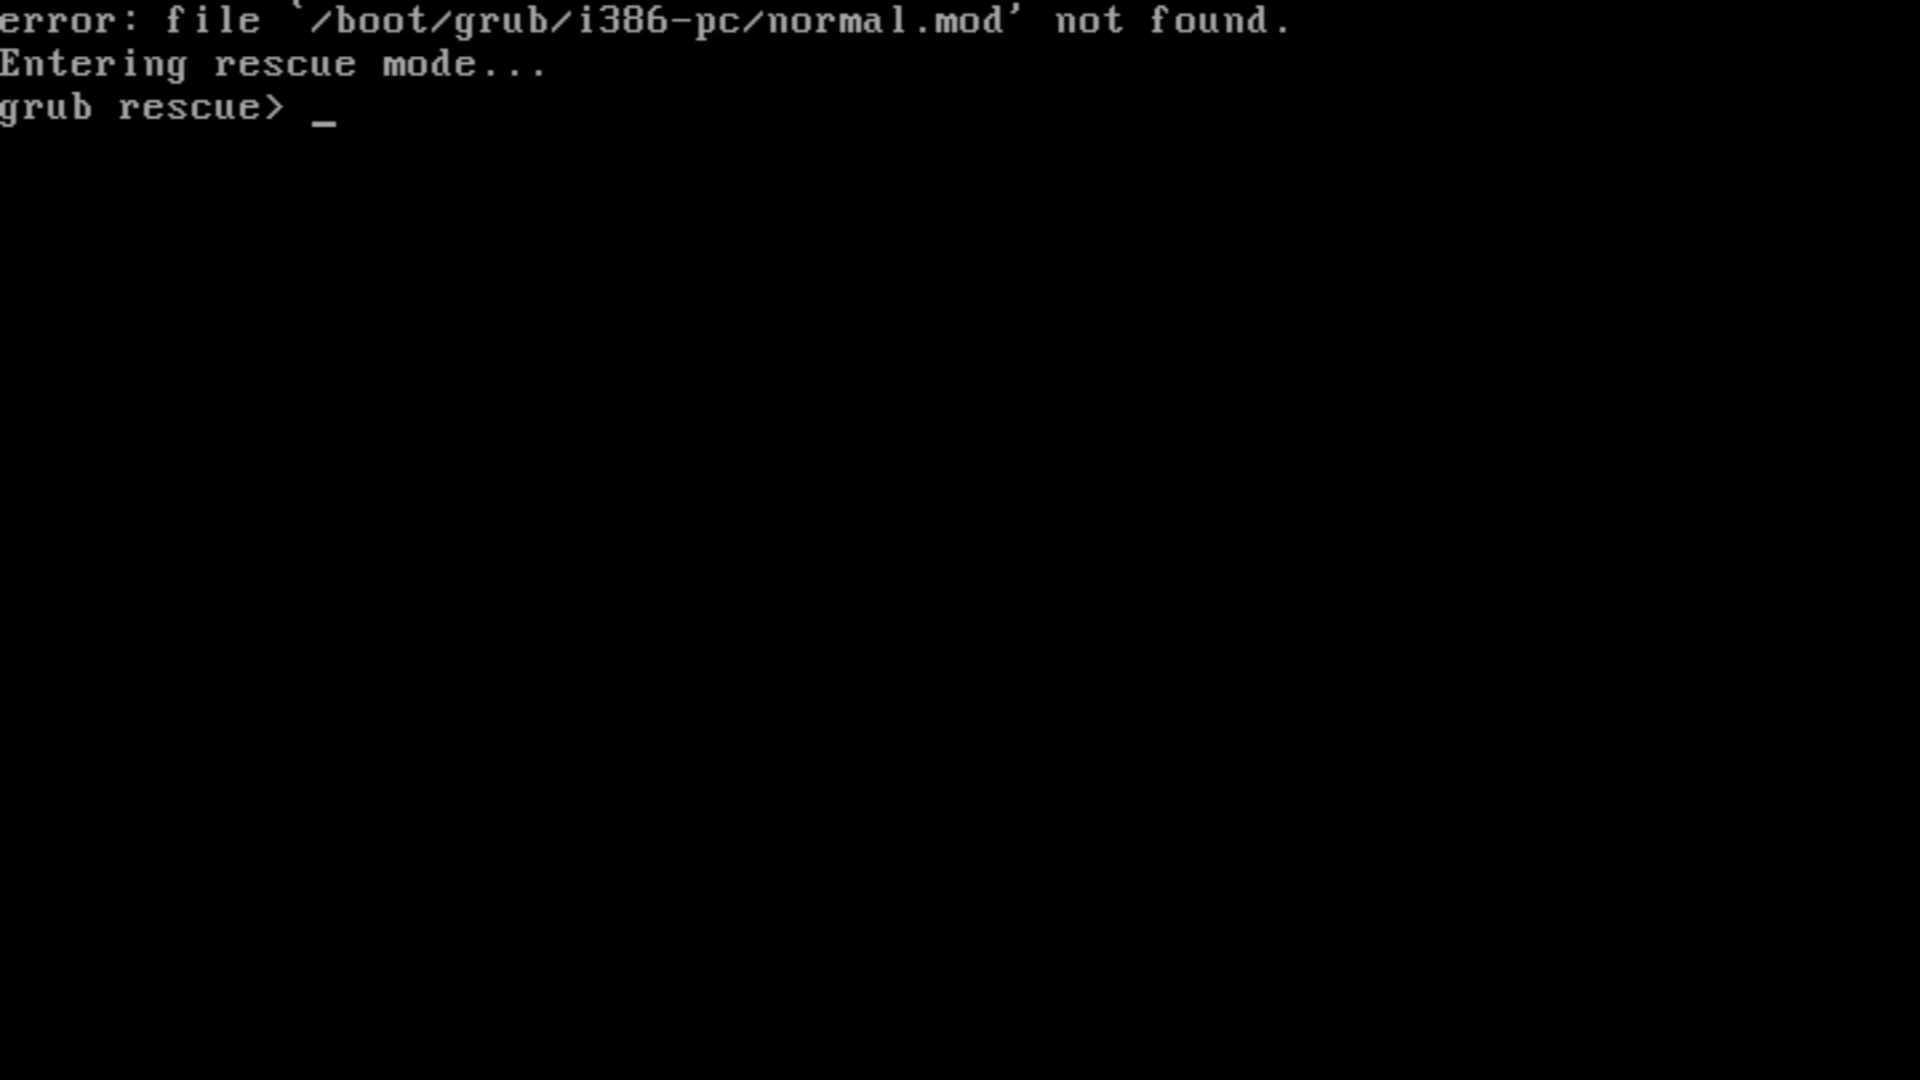 error: file `/boot/grub/i386-pc/normal.mod' not found.
Entering rescue mode...
grub rescue> _